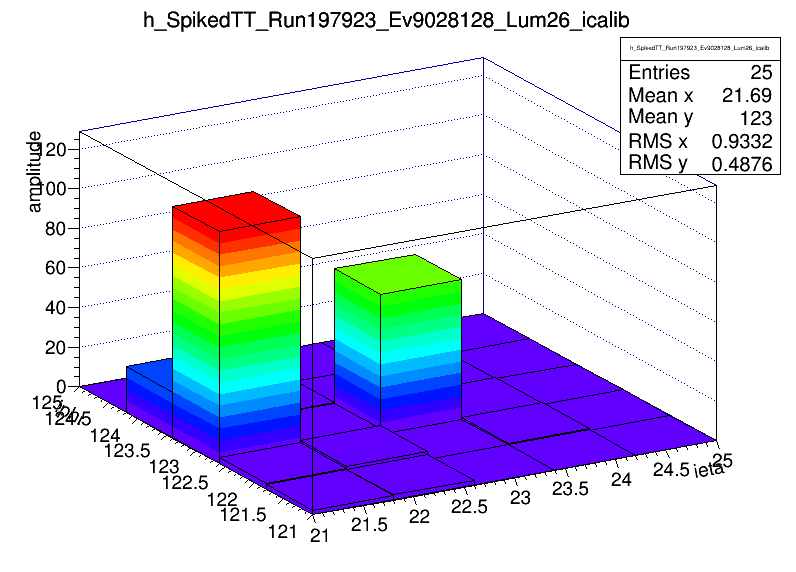 h_SpikedTT_Run197923_Ev9028128_Lum26_icalib
h_SpikedTT_Run197923_Ev9028128_Lum26_icalib
Entries 25
Mean x 21.69
Mean y 123
RMS x 0.9332
RMS y 0.4876
amplitude
120
100
80
60
40
20
0
125
124.5
124
123.5
123
122.5
122
121.5
121
21
21.5
22
22.5
23
23.5
24
24.5
25
ieta